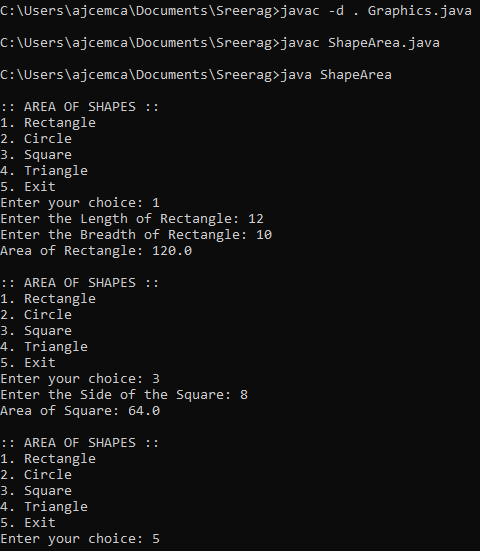 C:\Users\ajcemca\Documents\Sreerag>javac -d . Graphics.java
C:\Users\ajcemca\Documents\Sreerag>javac ShapeArea.java
C:\Users\ajcemca\Documents\Sreerag>java ShapeArea
:: AREA OF SHAPES ::
1. Rectangle
2. Circle
3. Square
4. Triangle
5. Exit
Enter your choice: 1
Enter the Length of Rectangle: 12
Enter the Breadth of Rectangle: 10
Area of Rectangle: 120.0
:: AREA OF SHAPES ::
1. Rectangle
2. Circle
3. Square
4. Triangle
5. Exit
Enter your choice: 3
Enter the Side of the Square: 8
Area of Square: 64.0
:: AREA OF SHAPES ::
1. Rectangle
2. Circle
3. Square
4. Triangle
5. Exit
Enter your choice: 5